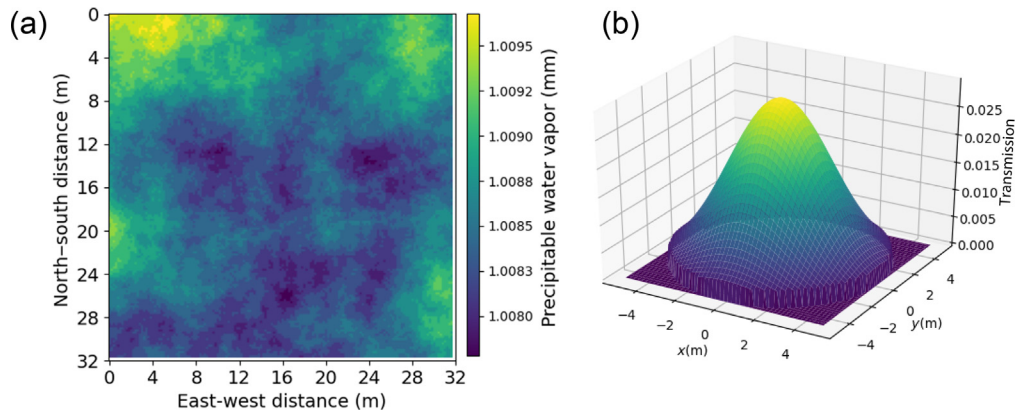 (a)
0
4
8
12
16
20
24
28
32
North−south distance (m)
0 4 8 12 16 20 24 28 32
East-west distance (m)
1.0095
1.0092
1.0090
1.0088
1.0085
1.0083
1.0080
Precipitable water vapor (mm)
(b)
0.025
0.020
0.015
0.010
0.005
0.000
Transmission
−4 −2 0 2 4
x(m)
−4 −2 0 2 4
y(m)